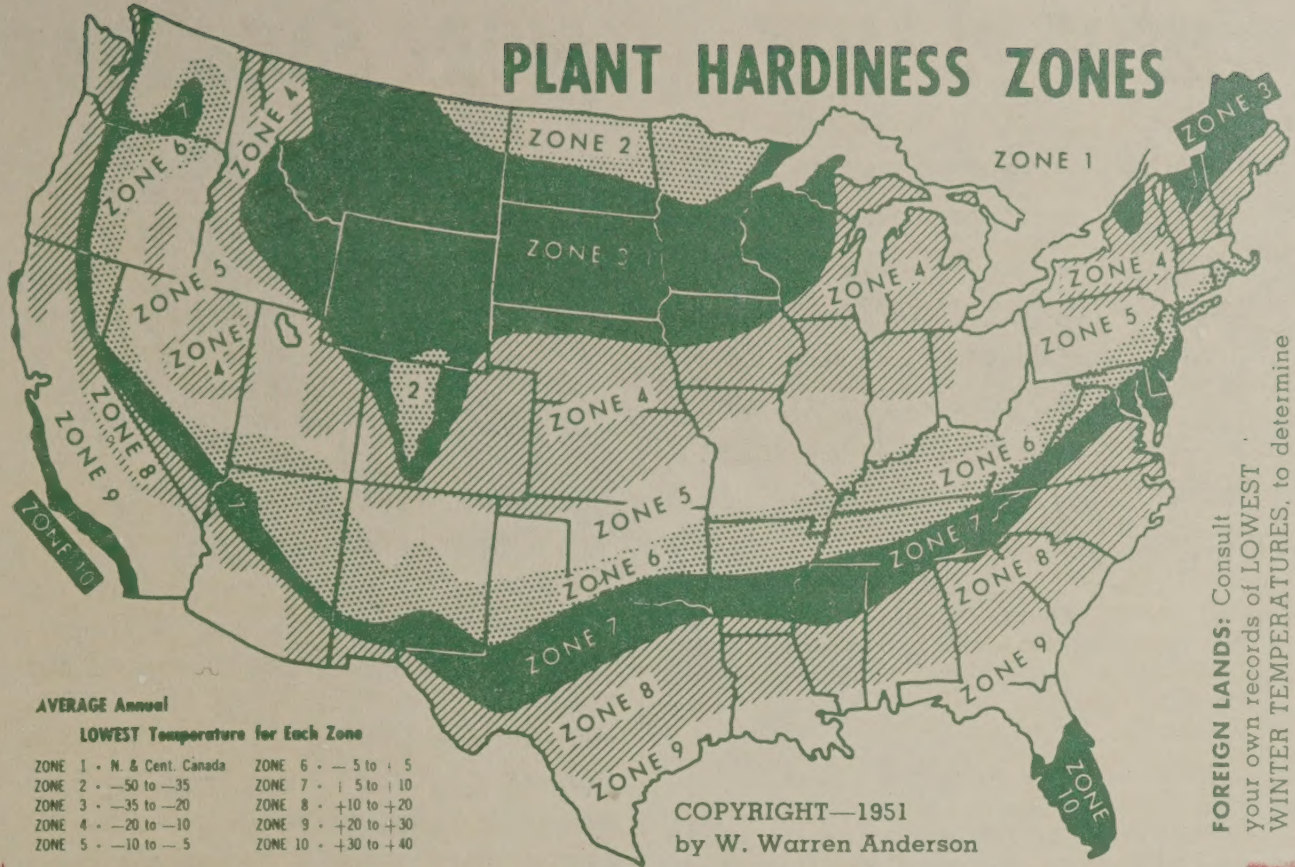 PLANT HARDINESS ZONES
ZONE 3
ZONE 1
7
ZONE 4
ZONE 2
ZONE 6
ZONE 3
ZONE 4
ZONE 4
ZONE 5
ZONE 5
ZONE 4
2
ZONE 4
ZONE 8
ZONE 9
ZONE 6
7
ZONE 5
ZONE 10
ZONE 6
ZONE 7
ZONE 8
ZONE 7
ZONE 9
ZONE 8
ZONE 9
ZONE 10
AVERAGE Annual
LOWEST Temperature for Each Zone
ZONE 1 · N. & Cent. Canada
ZONE 2 · —50 to —35
ZONE 3 · —35 to —20
ZONE 4 · —20 to —10
ZONE 5 · —10 to — 5
ZONE 6 · — 5 to + 5
ZONE 7 · + 5 to +10
ZONE 8 · +10 to +20
ZONE 9 · +20 to +30
ZONE 10 · +30 to +40
COPYRIGHT—1951
by W. Warren Anderson
FOREIGN LANDS: Consult
your own records of LOWEST
WINTER TEMPERATURES, to determine